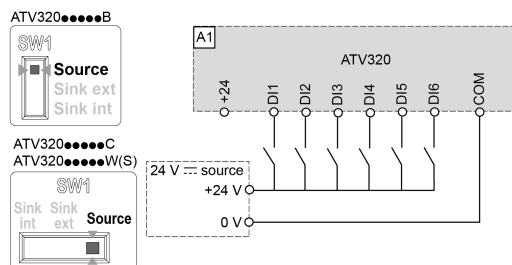 ATV320●●●●●B
SW1
Source
Sink ext
Sink int
ATV320●●●●●C
ATV320●●●●●W(S)
SW1
Sink int
Sink ext
Source
A1
ATV320
+24
DI1
DI2
DI3
DI4
DI5
DI6
COM
24 V ⎓ source
+24 V
0 V